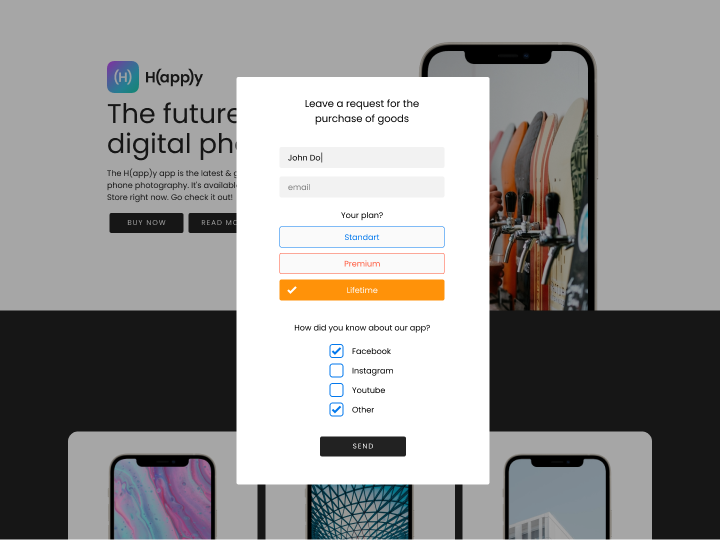 (H)
H(app)y
The future
digital pho
The H(app)y app is the latest & g
phone photography. It's availabl
Store right now. Go check it out!
BUY NOW
READ MO
Leave a request for the
purchase of goods
John Do
email
Your plan?
Standart
Premium
Lifetime
How did you know about our app?
Facebook
Instagram
Youtube
Other
SEND